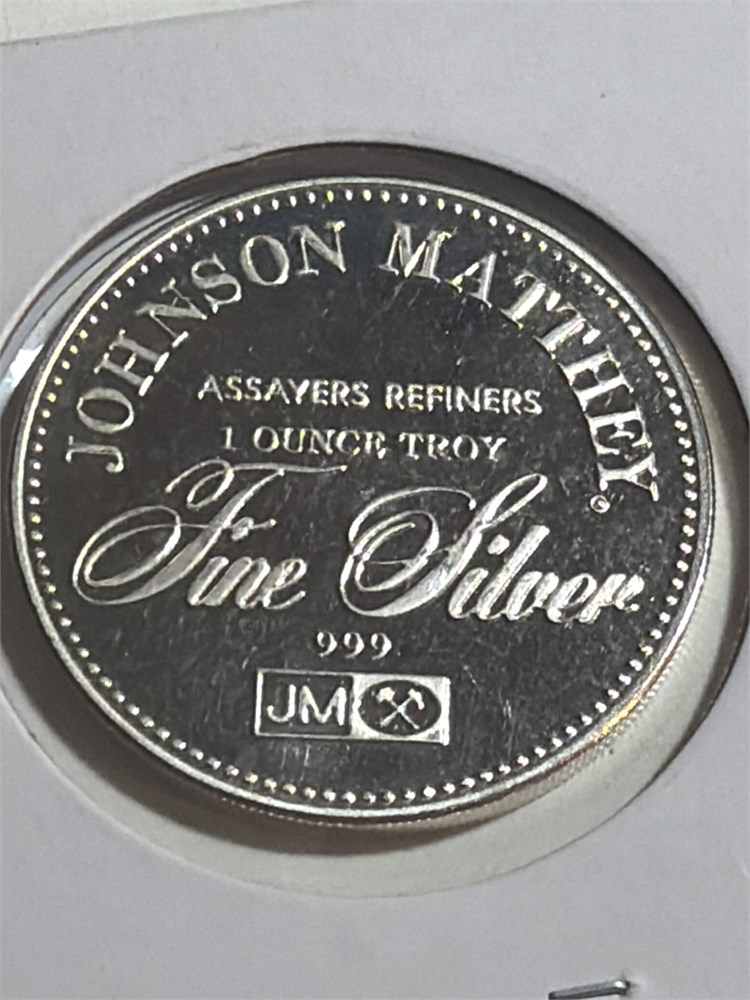 JOHNSON MATTHEY ©
ASSAYERS REFINERS
1 OUNCE TROY
Fine Silver
999
JM